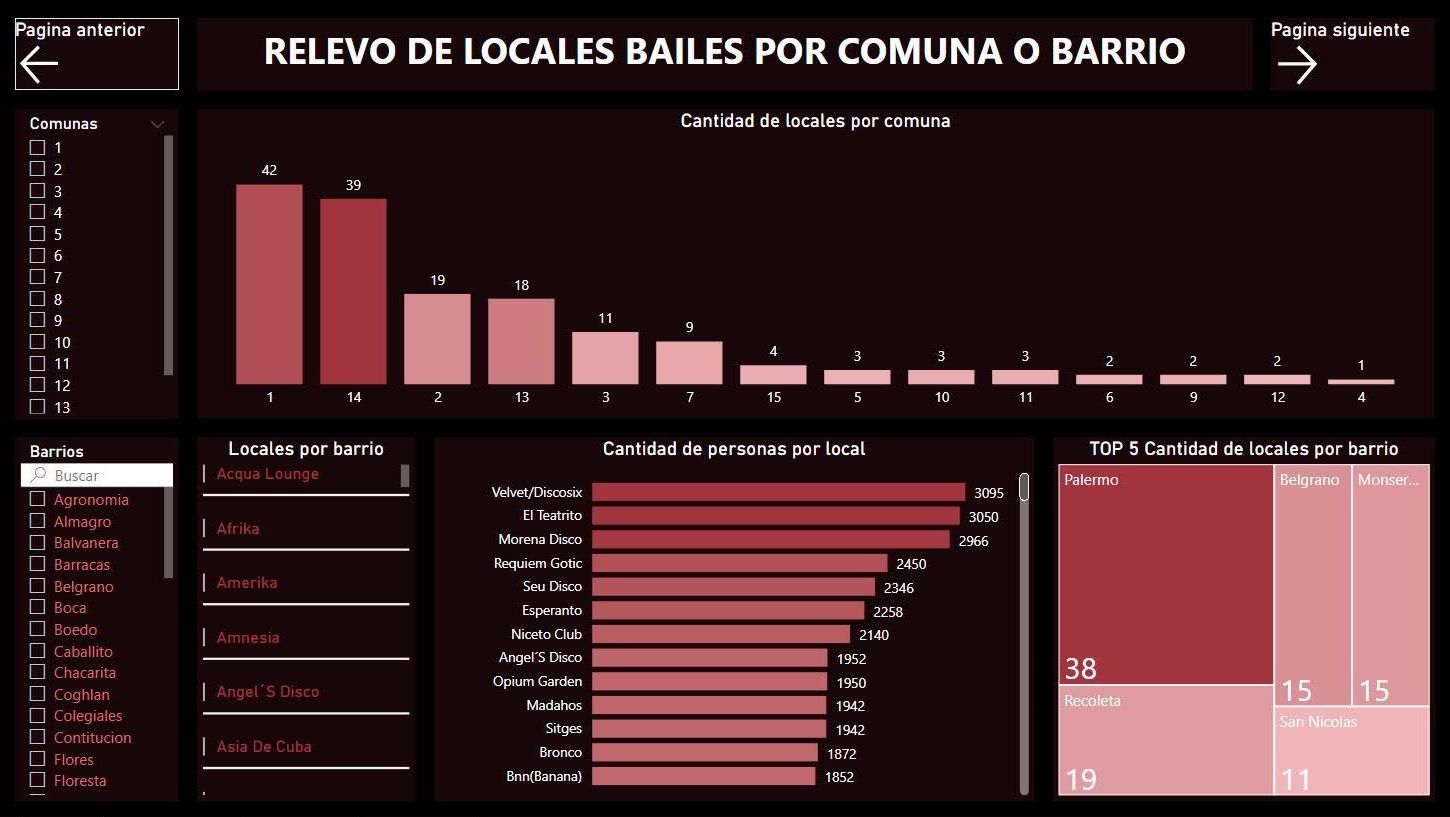 Pagina anterior
RELEVO DE LOCALES BAILES POR COMUNA O BARRIO
Pagina siguiente
Comunas
1
2
3
4
5
6
7
8
9
10
11
12
13
Cantidad de locales por comuna
42
39
19
18
11
9
4
3
3
3
2
2
2
1
1
14
2
13
3
7
15
5
10
11
6
9
12
4
Barrios
Buscar
Agronomia
Almagro
Balvanera
Barracas
Belgrano
Boca
Boedo
Caballito
Chacarita
Coghlan
Colegiales
Contitucion
Flores
Floresta
Locales por barrio
Acqua Lounge
Afrika
Amerika
Amnesia
Angel´S Disco
Asia De Cuba
Cantidad de personas por local
Velvet/Discosix 3095
El Teatrito 3050
Morena Disco 2966
Requiem Gotic 2450
Seu Disco 2346
Esperanto 2258
Niceto Club 2140
Angel´S Disco 1952
Opium Garden 1950
Madahos 1942
Sitges 1942
Bronco 1872
Bnn(Banana) 1852
TOP 5 Cantidad de locales por barrio
Palermo
38
Recoleta
19
Belgrano
15
Monser...
15
San Nicolas
11